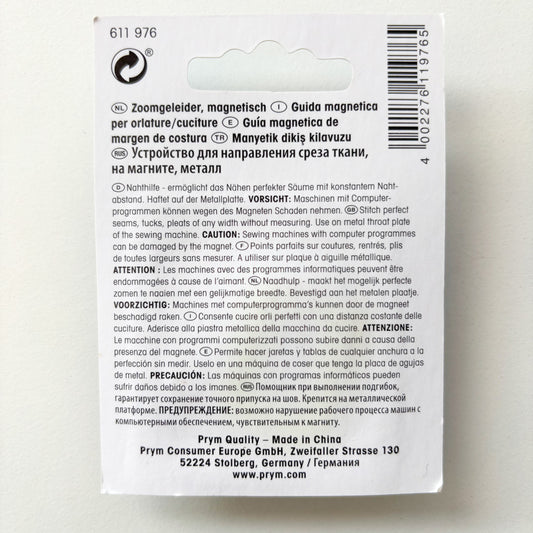 611 976
®
4 002276 119765
NL Zoomgeleider, magnetisch I Guida magnetica
per orlature/cuciture E Guía magnetica de
margen de costura TR Manyetik dikiş kilavuzu
RUS Устройство для направления среза ткани,
на магните, металл
D Nahthilfe - ermöglicht das Nähen perfekter Säume mit konstantem Naht-
abstand. Haftet auf der Metallplatte. VORSICHT: Maschinen mit Computer-
programmen können wegen des Magneten Schaden nehmen. GB Stitch perfect
seams, tucks, pleats of any width without measuring. Use on metal throat plate
of the sewing machine. CAUTION: Sewing machines with computer programmes
can be damaged by the magnet. F Points parfaits sur coutures, rentrés, plis
de toutes largeurs sans mesurer. A utiliser sur plaque à aiguille métallique.
ATTENTION : Les machines avec des programmes informatiques peuvent être
endommagées à cause de l'aimant. NL Naadhulp - maakt het mogelijk perfecte
zomen te naaien met een gelijkmatige breedte. Bevestigd aan het metalen plaatje.
VOORZICHTIG: Machines met computerprogramma's kunnen door de magneet
beschadigd raken. I Consente cucire orli perfetti con una distanza costante delle
cuciture. Aderisce alla piastra metallica della macchina da cucire. ATTENZIONE:
Le macchine con programmi computerizzati possono subire danni a causa della
presenza del magnete. E Permite hacer jaretas y tablas de cualquier anchura a la
perfección sin medir. Uselo en una máquina de coser que tenga la placa de agujas
de metal. PRECAUCIÓN: Las máquinas con programas informáticos pueden
sufrir daños debido a los imanes. RUS Помощник при выполнении подгибок,
гарантирует сохранение точного припуска на шов. Крепится на металлической
платформе. ПРЕДУПРЕЖДЕНИЕ: возможно нарушение рабочего процесса машин с
компьютерным обеспечением, чувствительным к магниту.
Prym Quality – Made in China
Prym Consumer Europe GmbH, Zweifaller Strasse 130
52224 Stolberg, Germany / Германия
www.prym.com